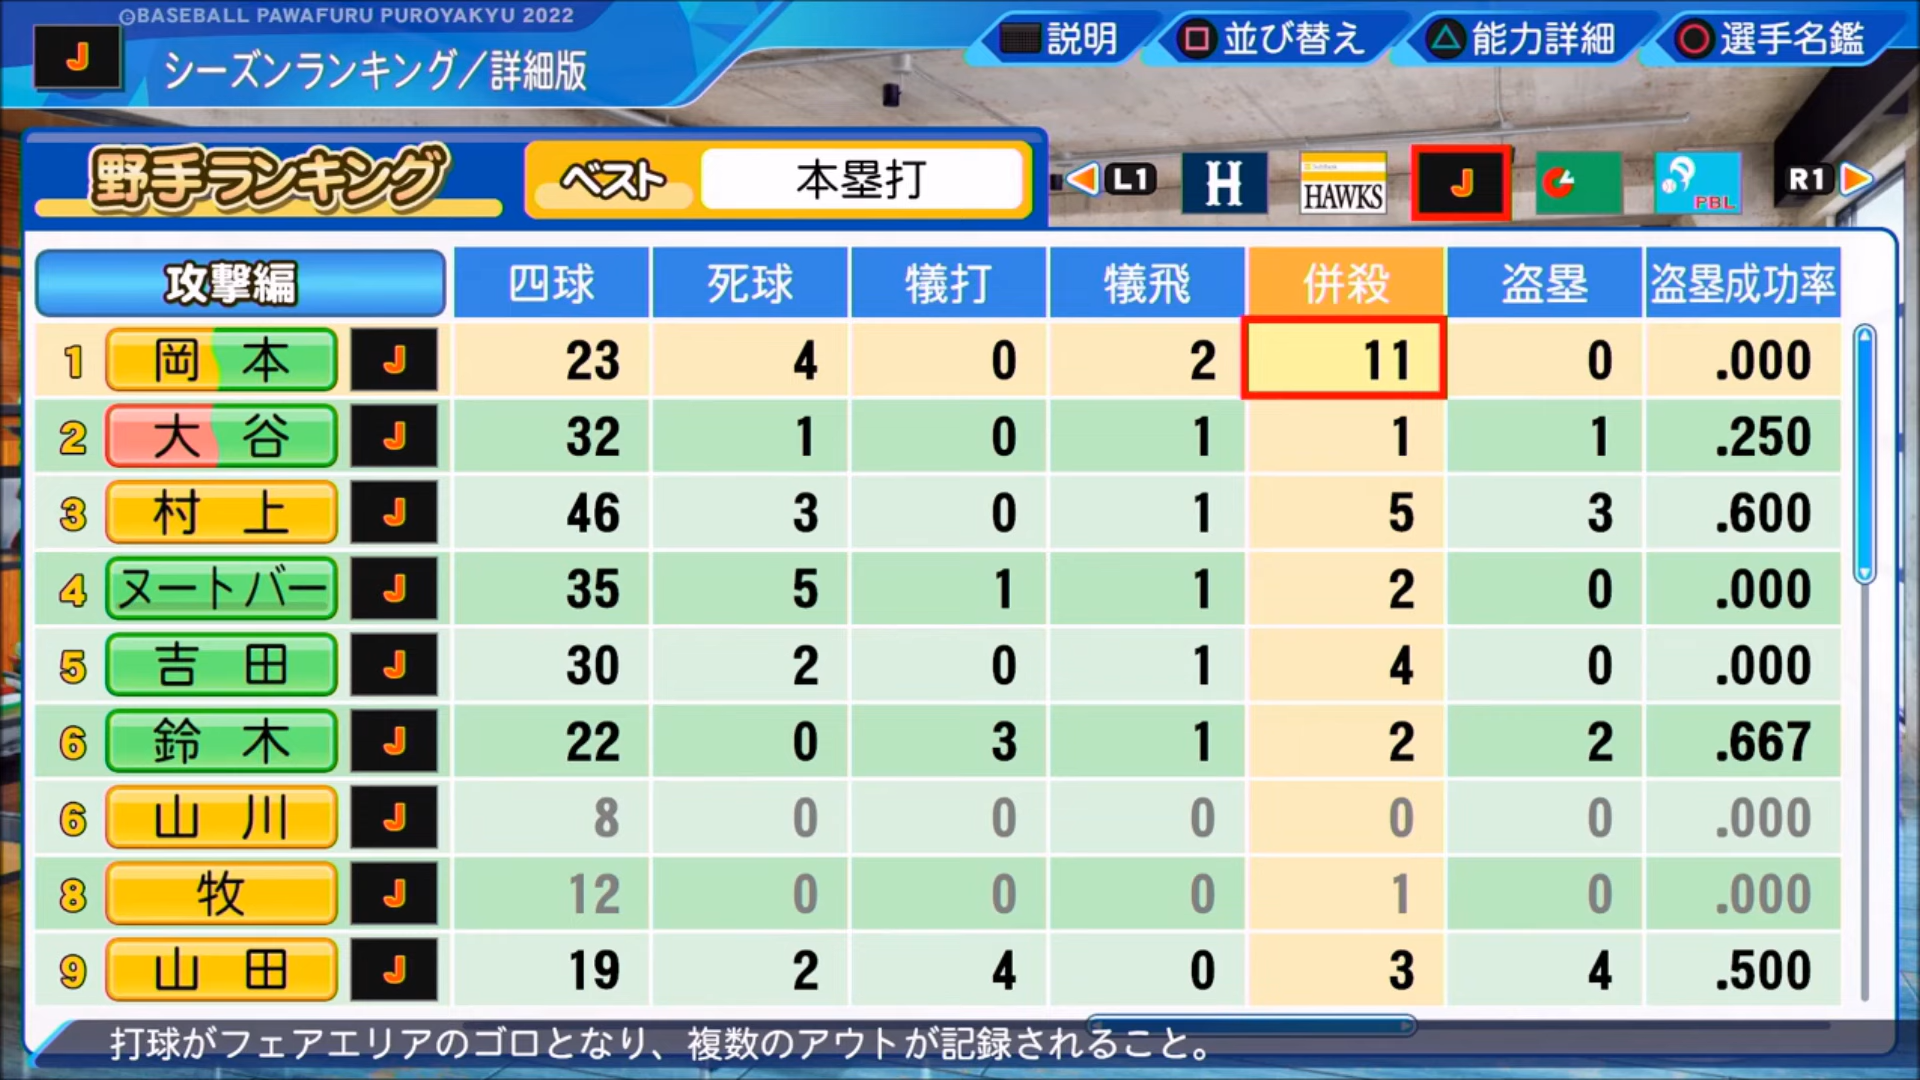 ©BASEBALL PAWAFURU PUROYAKYU 2022
J シーズンランキング/詳細版
説明 並び替え 能力詳細 選手名鑑
野手ランキング ベスト 本塁打
L1 H SoftBank HAWKS J C PBL R1
攻撃編 四球 死球 犠打 犠飛 併殺 盗塁 盗塁成功率
1 岡本 J 23 4 0 2 11 0 .000
2 大谷 J 32 1 0 1 1 1 .250
3 村上 J 46 3 0 1 5 3 .600
4 ヌートバー J 35 5 1 1 2 0 .000
5 吉田 J 30 2 0 1 4 0 .000
6 鈴木 J 22 0 3 1 2 2 .667
6 山川 J 8 0 0 0 0 0 .000
8 牧 J 12 0 0 0 1 0 .000
9 山田 J 19 2 4 0 3 4 .500
打球がフェアエリアのゴロとなり、複数のアウトが記録されること。